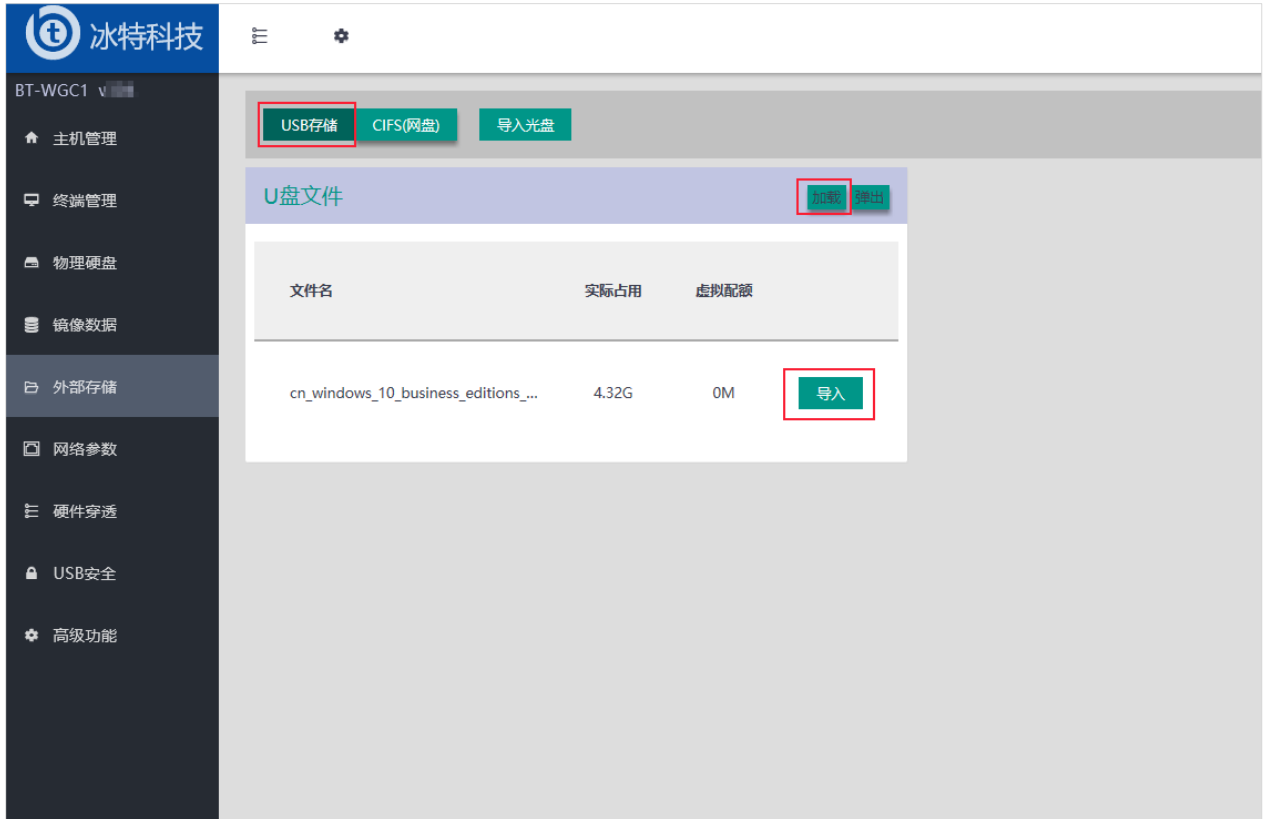 冰特科技
BT-WGC1
主机管理
终端管理
物理硬盘
镜像数据
外部存储
网络参数
硬件穿透
USB安全
高级功能
USB存储 CIFS(网盘) 导入光盘
U盘文件 加载 弹出
文件名 实际占用 虚拟配额
cn_windows_10_business_editions_... 4.32G 0M 导入